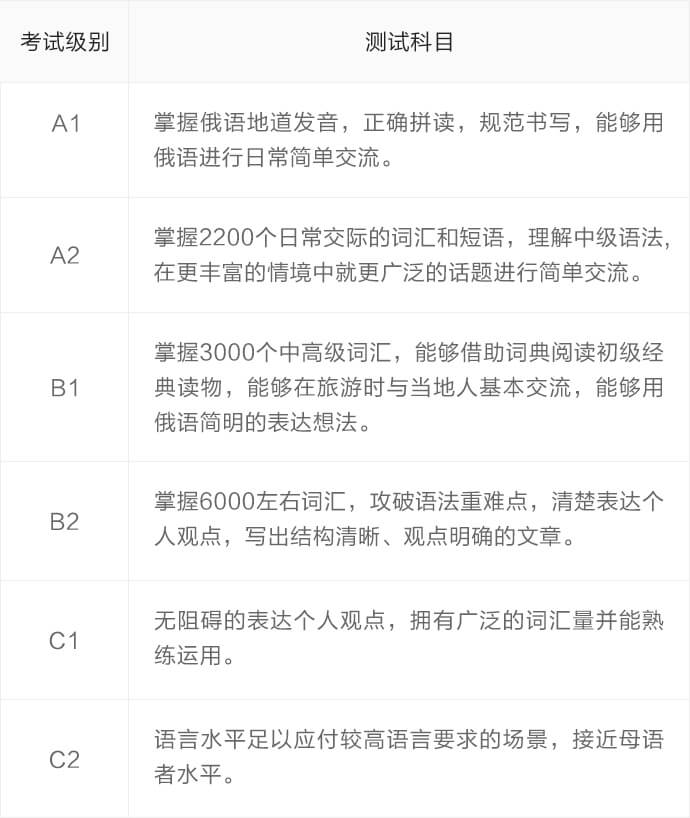 考试级别 测试科目
A1
掌握俄语地道发音，正确拼读，规范书写，能够用
俄语进行日常简单交流。
A2
掌握2200个日常交际的词汇和短语，理解中级语法，
在更丰富的情境中就更广泛的话题进行简单交流。
B1
掌握3000个中高级词汇，能够借助词典阅读初级经
典读物，能够在旅游时与当地人基本交流，能够用
俄语简明的表达想法。
B2
掌握6000左右词汇，攻破语法重难点，清楚表达个
人观点，写出结构清晰、观点明确的文章。
C1
无阻碍的表达个人观点，拥有广泛的词汇量并能熟
练运用。
C2
语言水平足以应付较高语言要求的场景，接近母语
者水平。